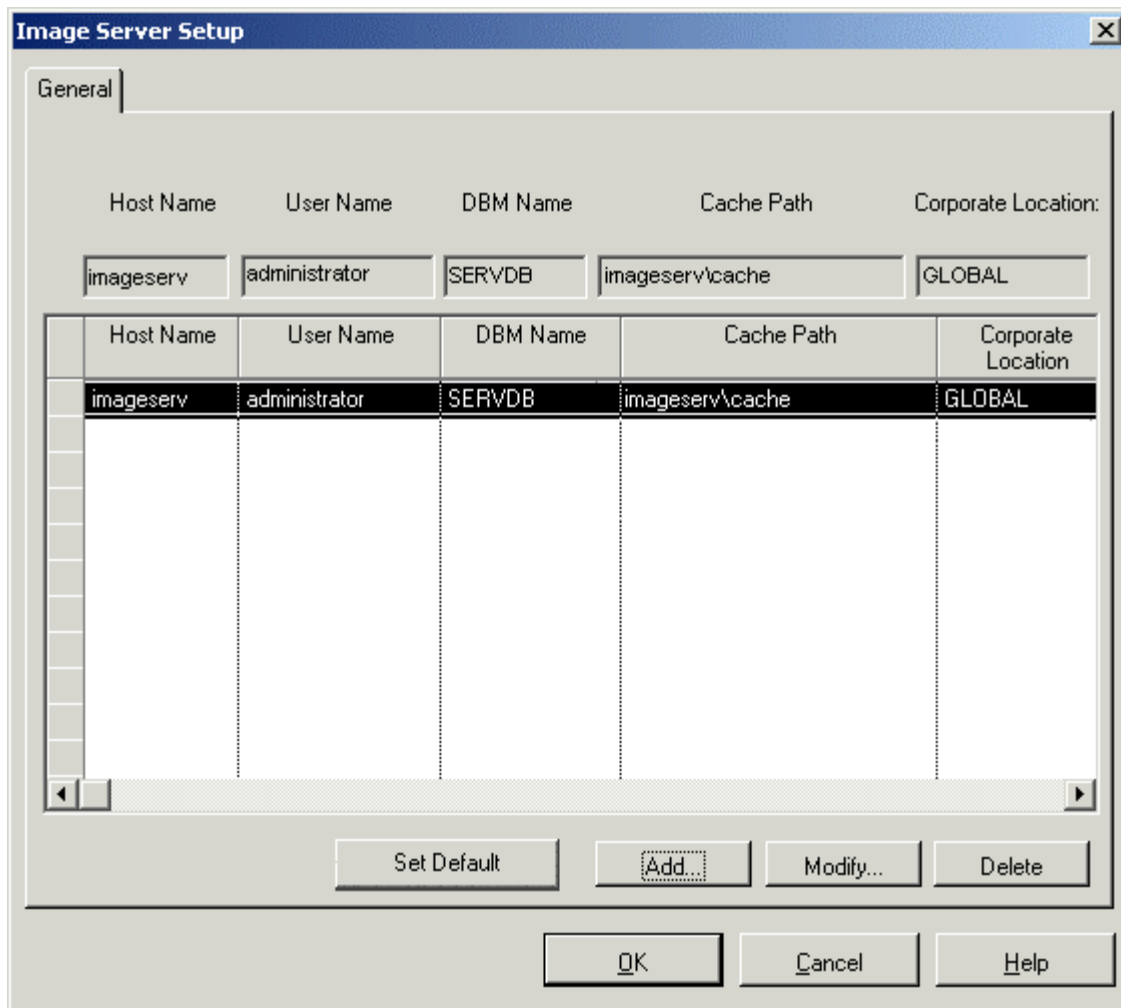 Image Server Setup
General
Host Name User Name DBM Name Cache Path Corporate Location:
imageserv administrator SERVDB imageserv\cache GLOBAL
Host Name User Name DBM Name Cache Path Corporate
Location
imageserv administrator SERVDB imageserv\cache GLOBAL
Set Default Add... Modify... Delete
OK Cancel Help